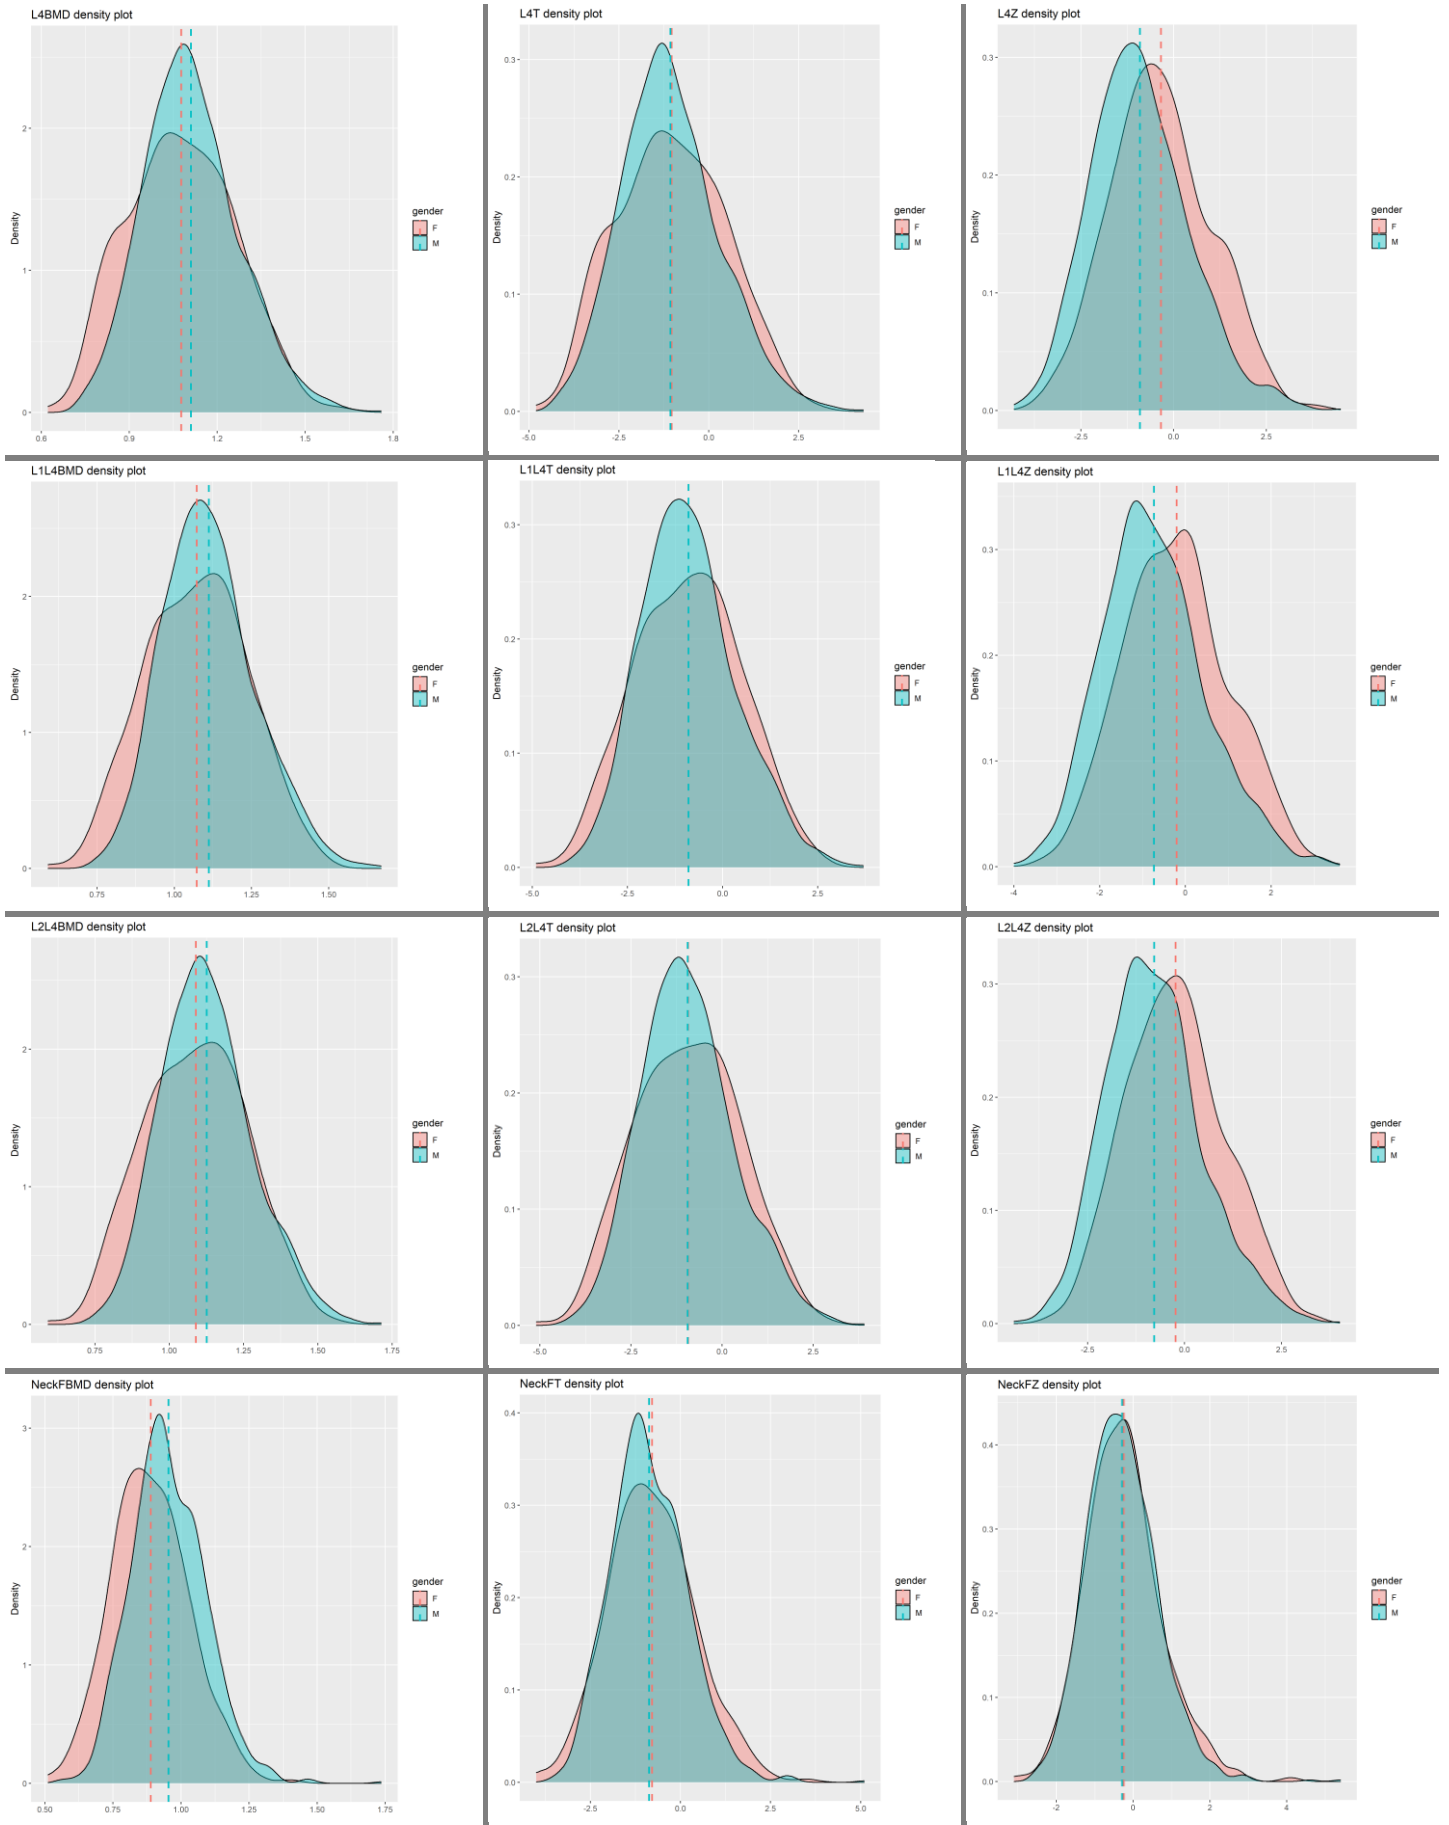 L4BMD density plot
Density
2
1
0
0.6 0.9 1.2 1.5 1.8
gender
F
M
L4T density plot
Density
0.3
0.2
0.1
0.0
-5.0 -2.5 0.0 2.5
gender
F
M
L4Z density plot
Density
0.3
0.2
0.1
0.0
-2.5 0.0 2.5
gender
F
M
L1L4BMD density plot
Density
2
1
0
0.75 1.00 1.25 1.50
gender
F
M
L1L4T density plot
Density
0.3
0.2
0.1
0.0
-5.0 -2.5 0.0 2.5
gender
F
M
L1L4Z density plot
Density
0.3
0.2
0.1
0.0
-4 -2 0 2
gender
F
M
L2L4BMD density plot
Density
2
1
0
0.75 1.00 1.25 1.50 1.75
gender
F
M
L2L4T density plot
Density
0.3
0.2
0.1
0.0
-5.0 -2.5 0.0 2.5
gender
F
M
L2L4Z density plot
Density
0.3
0.2
0.1
0.0
-2.5 0.0 2.5
gender
F
M
NeckFBMD density plot
Density
3
2
1
0
0.50 0.75 1.00 1.25 1.50 1.75
gender
F
M
NeckFT density plot
Density
0.4
0.3
0.2
0.1
0.0
-2.5 0.0 2.5 5.0
gender
F
M
NeckFZ density plot
Density
0.4
0.3
0.2
0.1
0.0
-2 0 2 4
gender
F
M